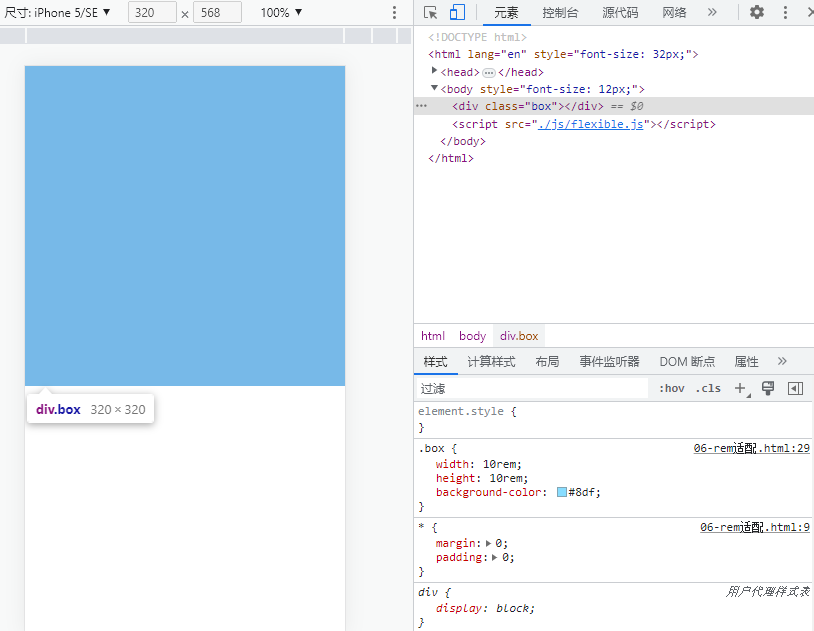 尺寸: iPhone 5/SE ▼ 320 × 568 100% ▼
div.box 320 × 320
元素 控制台 源代码 网络 »
<!DOCTYPE html>
<html lang="en" style="font-size: 32px;">
<head>…</head>
<body style="font-size: 12px;">
<div class="box"></div> == $0
<script src="./js/flexible.js"></script>
</body>
</html>
html body div.box
样式 计算样式 布局 事件监听器 DOM 断点 属性 »
过滤 :hov .cls +
element.style {
}
.box { 06-rem适配.html:29
width: 10rem;
height: 10rem;
background-color: #8df;
}
* { 06-rem适配.html:9
margin: 0;
padding: 0;
}
div { 用户代理样式表
display: block;
}